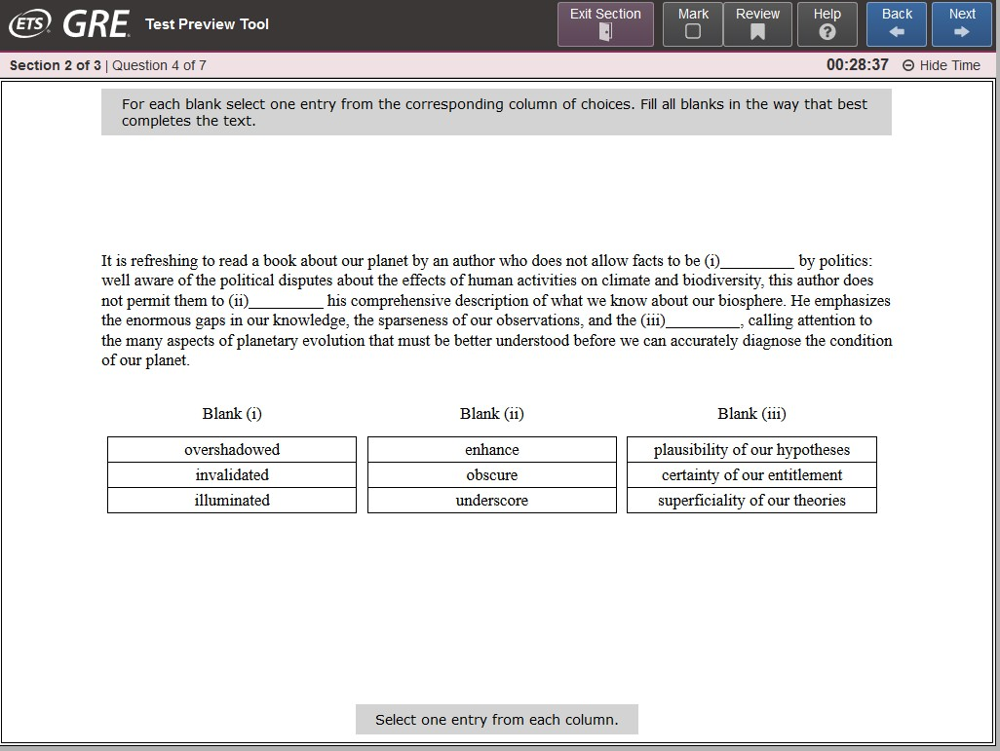 ETS GRE Test Preview Tool Exit Section Mark Review Help Back Next
Section 2 of 3 | Question 4 of 7 00:28:37 Hide Time
For each blank select one entry from the corresponding column of choices. Fill all blanks in the way that best
completes the text.
It is refreshing to read a book about our planet by an author who does not allow facts to be (i)__________ by politics:
well aware of the political disputes about the effects of human activities on climate and biodiversity, this author does
not permit them to (ii)__________ his comprehensive description of what we know about our biosphere. He emphasizes
the enormous gaps in our knowledge, the sparseness of our observations, and the (iii)__________, calling attention to
the many aspects of planetary evolution that must be better understood before we can accurately diagnose the condition
of our planet.
Blank (i) Blank (ii) Blank (iii)
overshadowed enhance plausibility of our hypotheses
invalidated obscure certainty of our entitlement
illuminated underscore superficiality of our theories
Select one entry from each column.